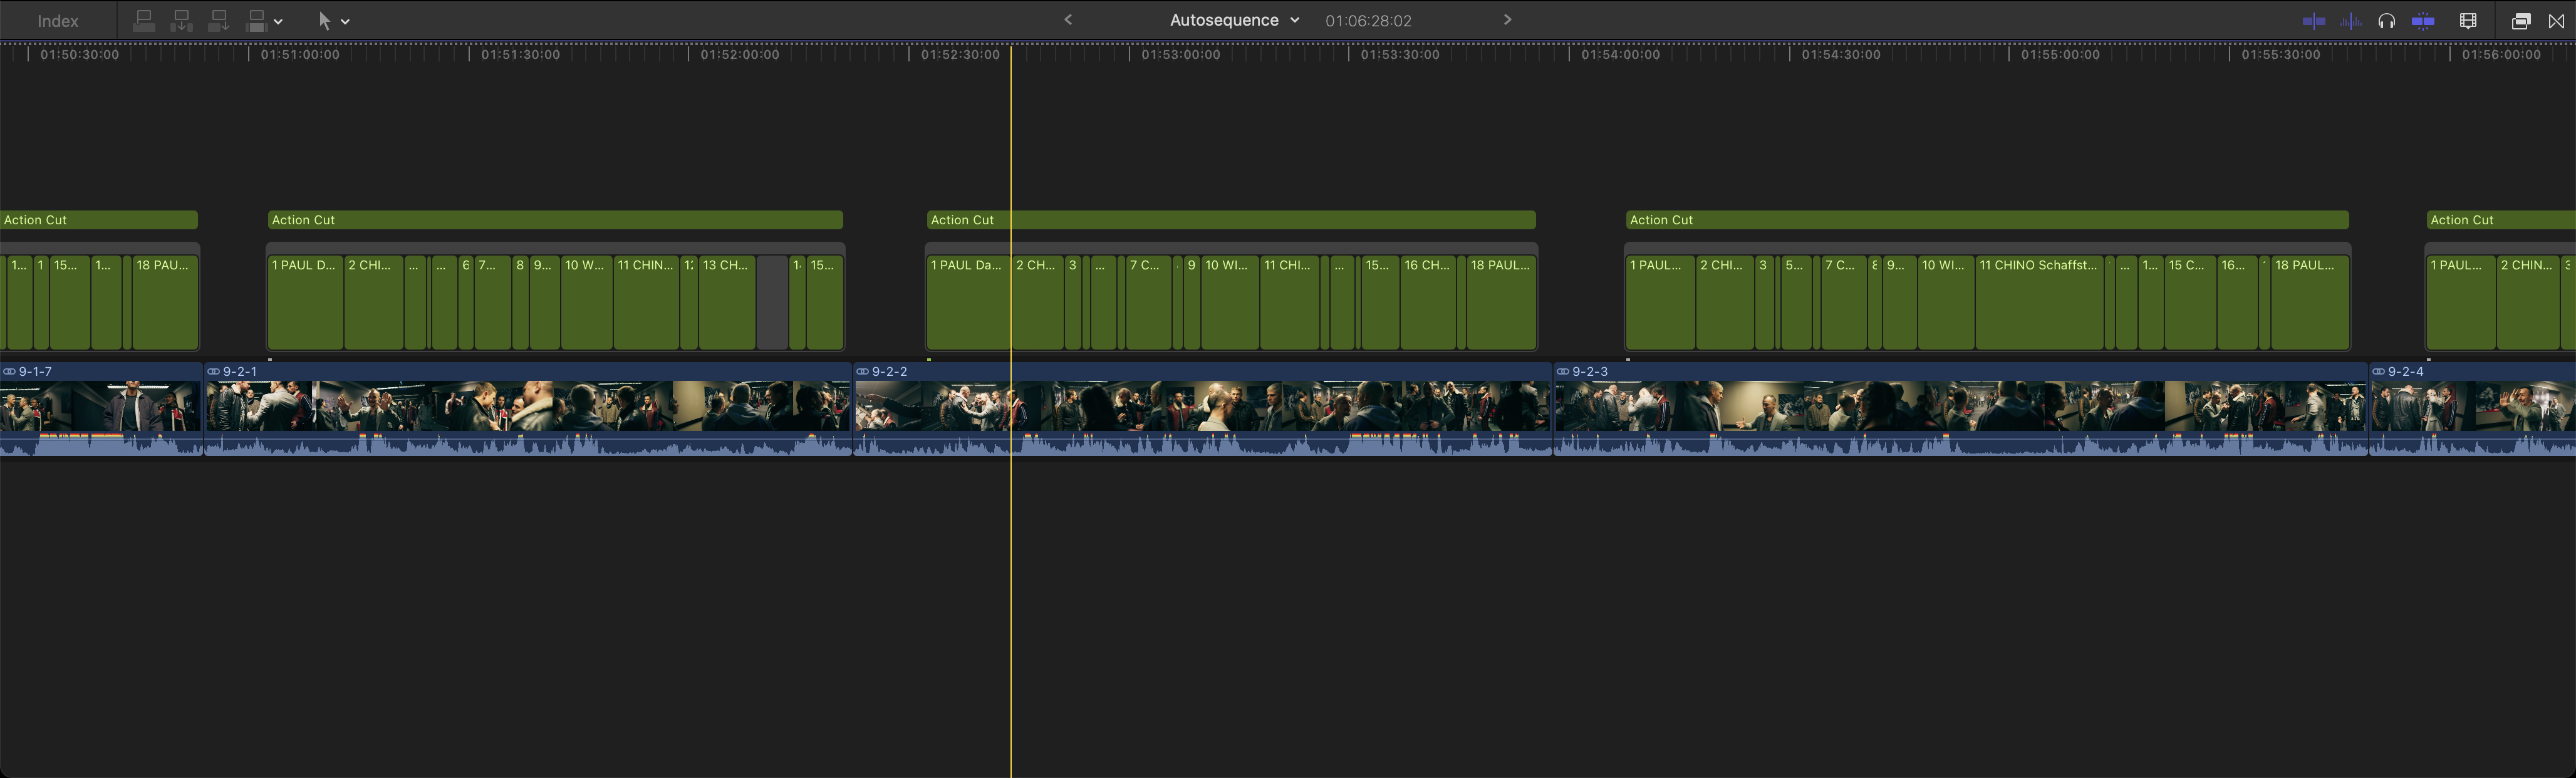 Index
Autosequence 01:06:28:02
01:50:30:00 01:51:00:00 01:51:30:00 01:52:00:00 01:52:30:00 01:53:00:00 01:53:30:00 01:54:00:00 01:54:30:00 01:55:00:00 01:55:30:00 01:56:00:00
Action Cut Action Cut Action Cut Action Cut Action Cut
1... 1 15... 1... 18 PAU... 1 PAUL D... 2 CHI... ... ... 6 7... 8 9... 10 W... 11 CHIN... 13 CH... 15... 1 PAUL Da... 2 CH... 3 ... 7 C... 9 10 WI... 11 CHI... ... 15... 16 CH... 18 PAUL... 1 PAUL... 2 CHI... 3 5... 7 C... 9... 10 WI... 11 CHINO Schaffst... ... 1... 15 C... 16... 18 PAUL... 1 PAUL... 2 CHIN...
9-1-7 9-2-1 9-2-2 9-2-3 9-2-4